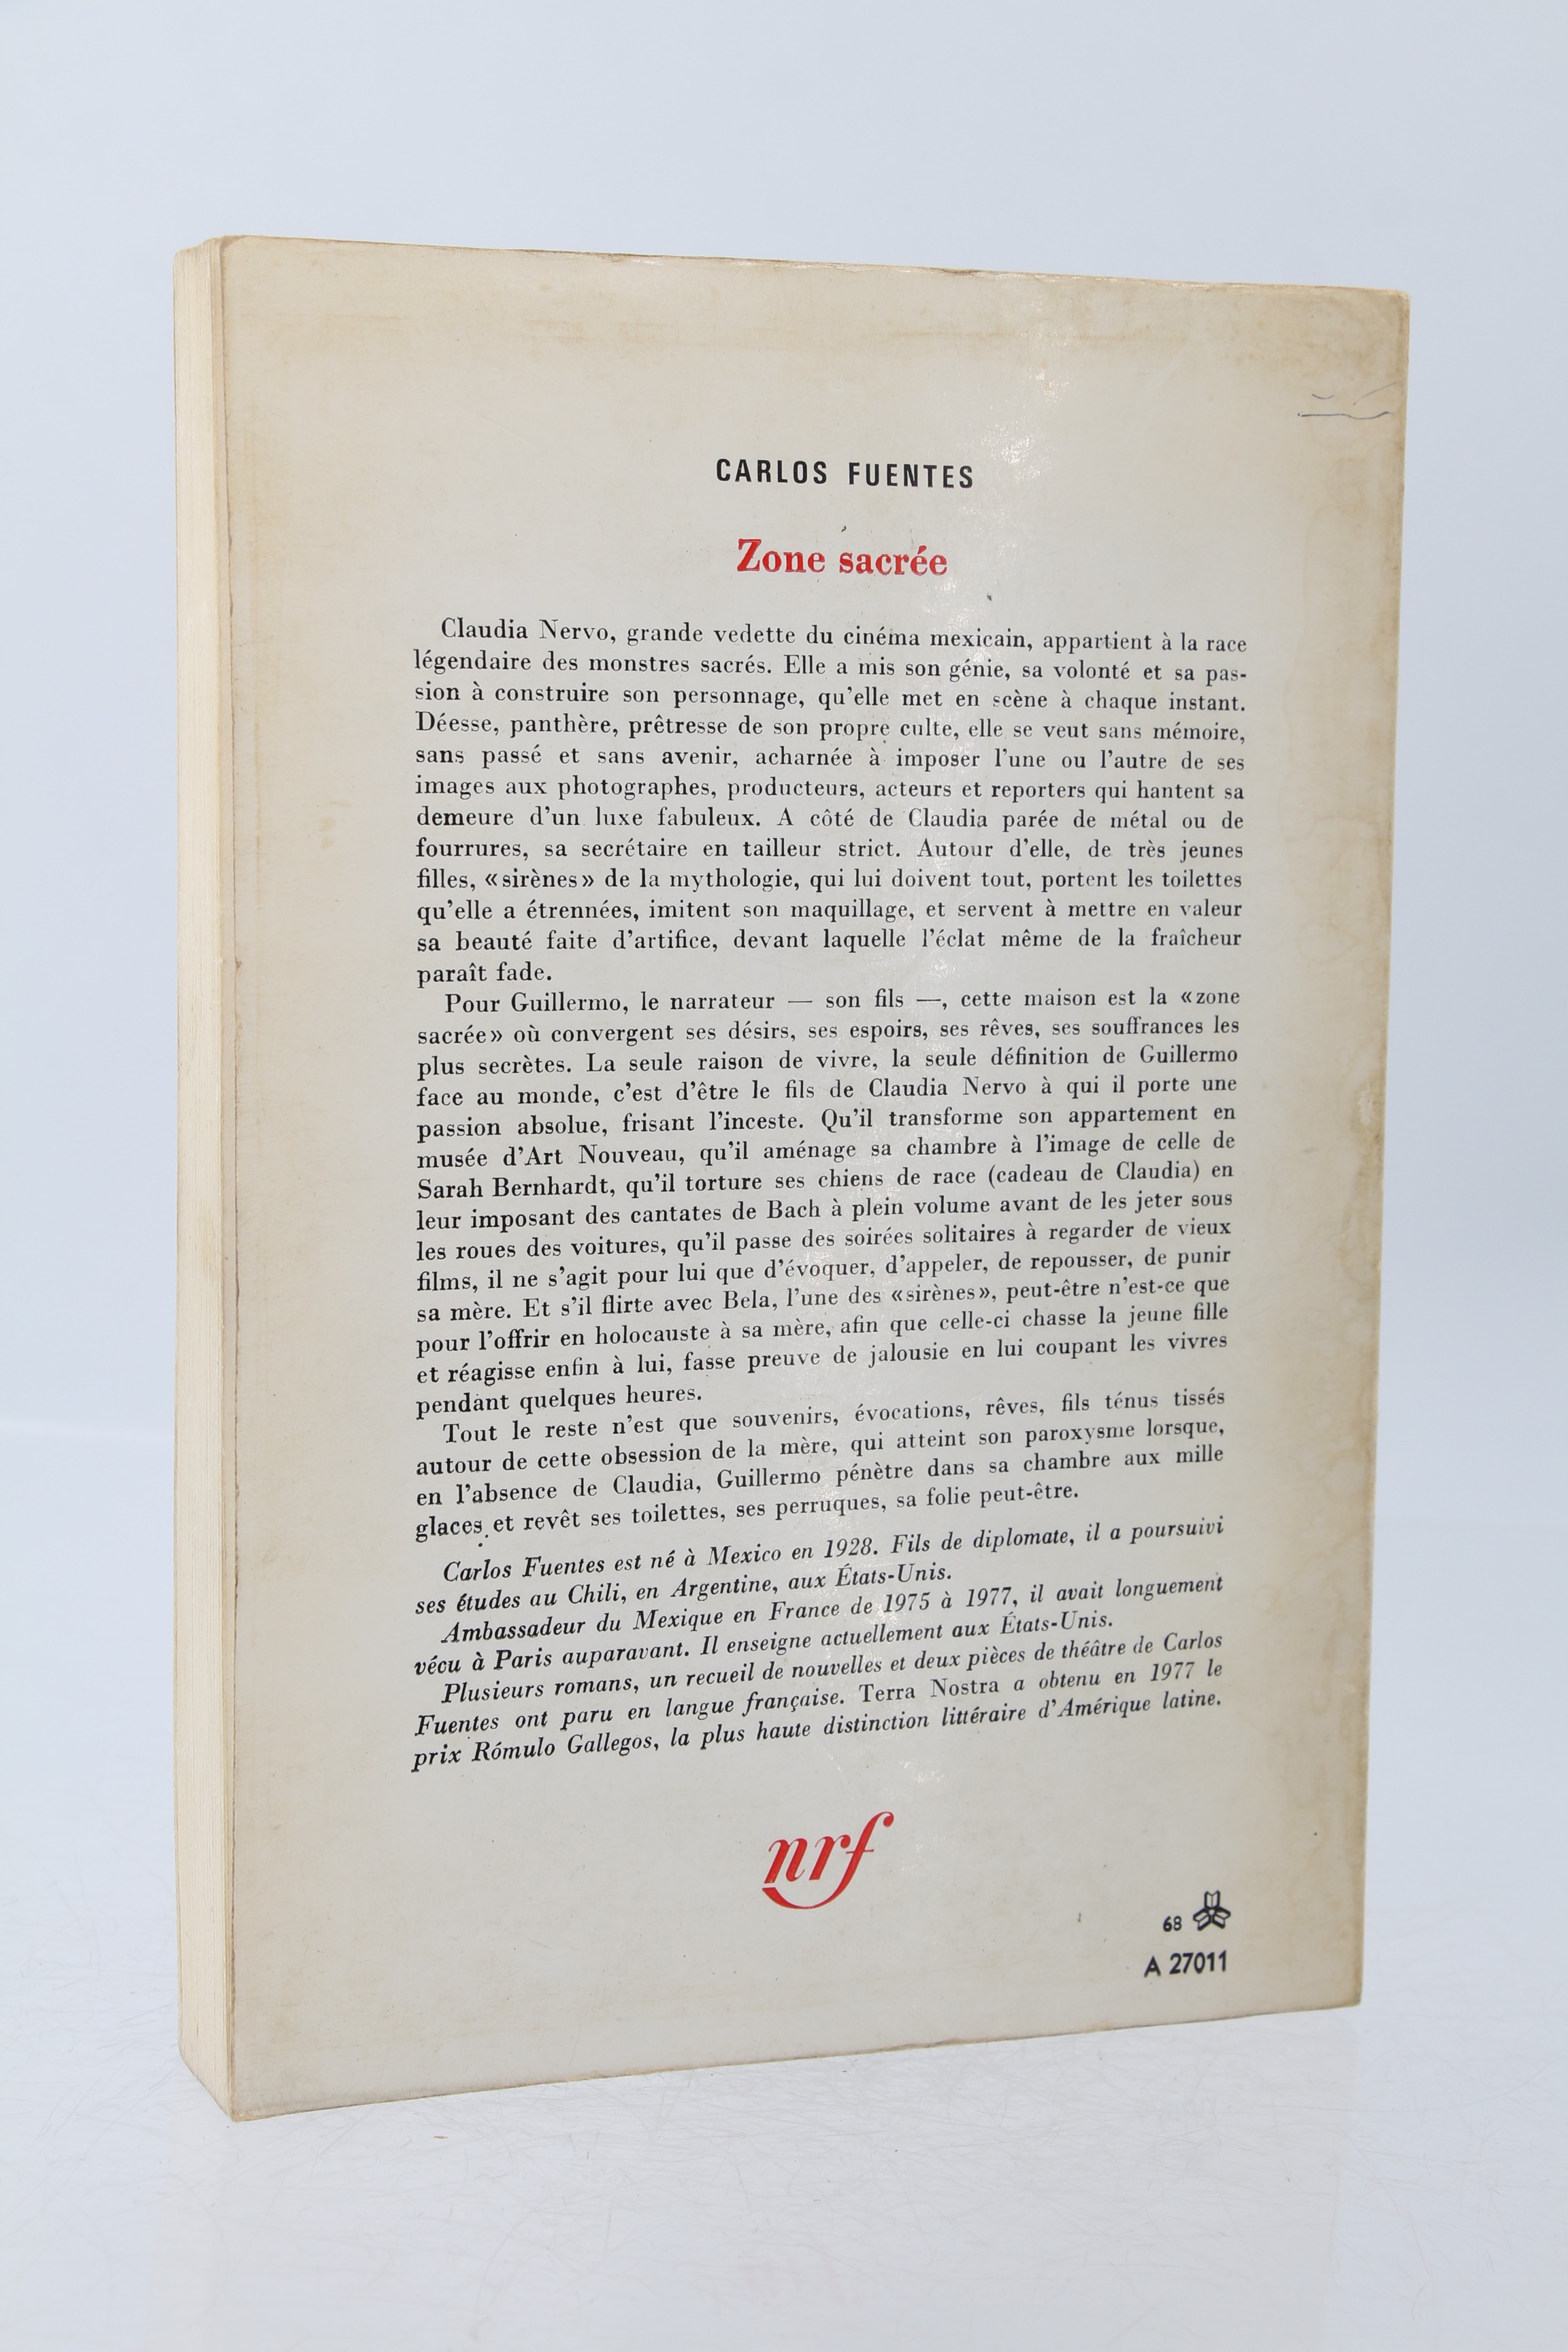 CARLOS FUENTES
Zone sacrée
Claudia Nervo, grande vedette du cinéma mexicain, appartient à la race
légendaire des monstres sacrés. Elle a mis son génie, sa volonté et sa pas-
sion à construire son personnage, qu'elle met en scène à chaque instant.
Déesse, panthère, prêtresse de son propre culte, elle se veut sans mémoire,
sans passé et sans avenir, acharnée à imposer l'une ou l'autre de ses
images aux photographes, producteurs, acteurs et reporters qui hantent sa
demeure d'un luxe fabuleux. A côté de Claudia parée de métal ou de
fourrures, sa secrétaire en tailleur strict. Autour d'elle, de très jeunes
filles, «sirènes» de la mythologie, qui lui doivent tout, portent les toilettes
qu'elle a étrennées, imitent son maquillage, et servent à mettre en valeur
sa beauté faite d'artifice, devant laquelle l'éclat même de la fraîcheur
paraît fade.
Pour Guillermo, le narrateur — son fils —, cette maison est la «zone
sacrée» où convergent ses désirs, ses espoirs, ses rêves, ses souffrances les
plus secrètes. La seule raison de vivre, la seule définition de Guillermo
face au monde, c'est d'être le fils de Claudia Nervo à qui il porte une
passion absolue, frisant l'inceste. Qu'il transforme son appartement en
musée d'Art Nouveau, qu'il aménage sa chambre à l'image de celle de
Sarah Bernhardt, qu'il torture ses chiens de race (cadeau de Claudia) en
leur imposant des cantates de Bach à plein volume avant de les jeter sous
les roues des voitures, qu'il passe des soirées solitaires à regarder de vieux
films, il ne s'agit pour lui que d'évoquer, d'appeler, de repousser, de punir
sa mère. Et s'il flirte avec Bela, l'une des «sirènes», peut-être n'est-ce que
pour l'offrir en holocauste à sa mère, afin que celle-ci chasse la jeune fille
et réagisse enfin à lui, fasse preuve de jalousie en lui coupant les vivres
pendant quelques heures.
Tout le reste n'est que souvenirs, évocations, rêves, fils ténus tissés
autour de cette obsession de la mère, qui atteint son paroxysme lorsque,
en l'absence de Claudia, Guillermo pénètre dans sa chambre aux mille
glaces et revêt ses toilettes, ses perruques, sa folie peut-être.
Carlos Fuentes est né à Mexico en 1928. Fils de diplomate, il a poursuivi
ses études au Chili, en Argentine, aux États-Unis.
Ambassadeur du Mexique en France de 1975 à 1977, il avait longuement
vécu à Paris auparavant. Il enseigne actuellement aux États-Unis.
Plusieurs romans, un recueil de nouvelles et deux pièces de théâtre de Carlos
Fuentes ont paru en langue française. Terra Nostra a obtenu en 1977 le
prix Rómulo Gallegos, la plus haute distinction littéraire d'Amérique latine.
nrf
68
A 27011